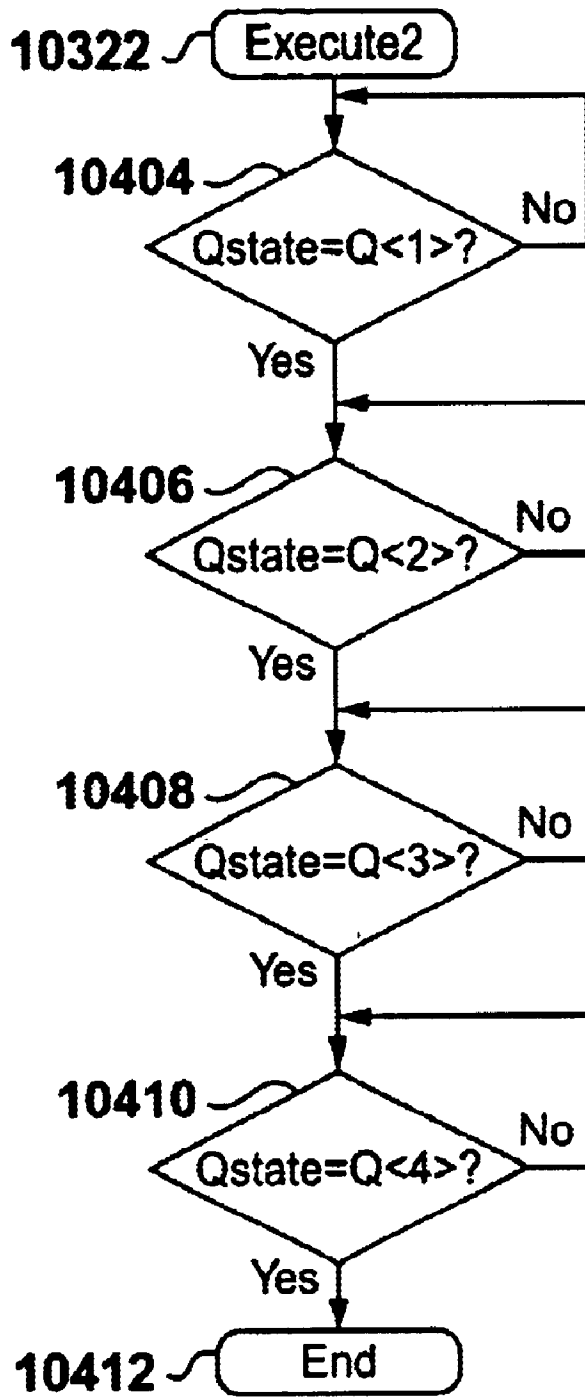 10322 Execute2
10404
No
Qstate=Q<1>?
Yes
10406
No
Qstate=Q<2>?
Yes
10408
No
Qstate=Q<3>?
Yes
10410
No
Qstate=Q<4>?
Yes
10412 End